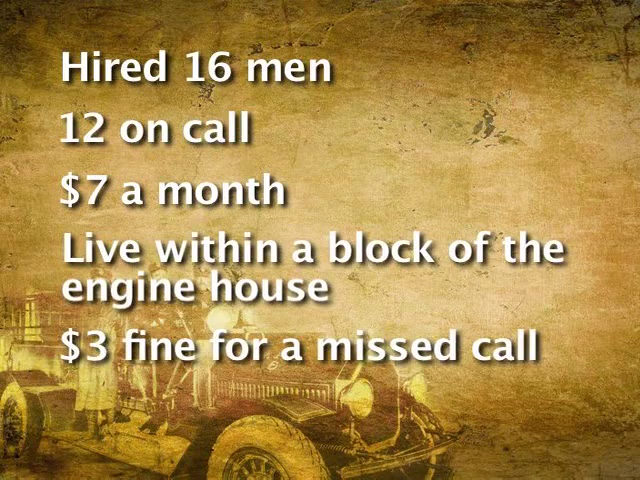 Hired 16 men
12 on call
$7 a month
Live within a block of the
engine house
$3 fine for a missed call